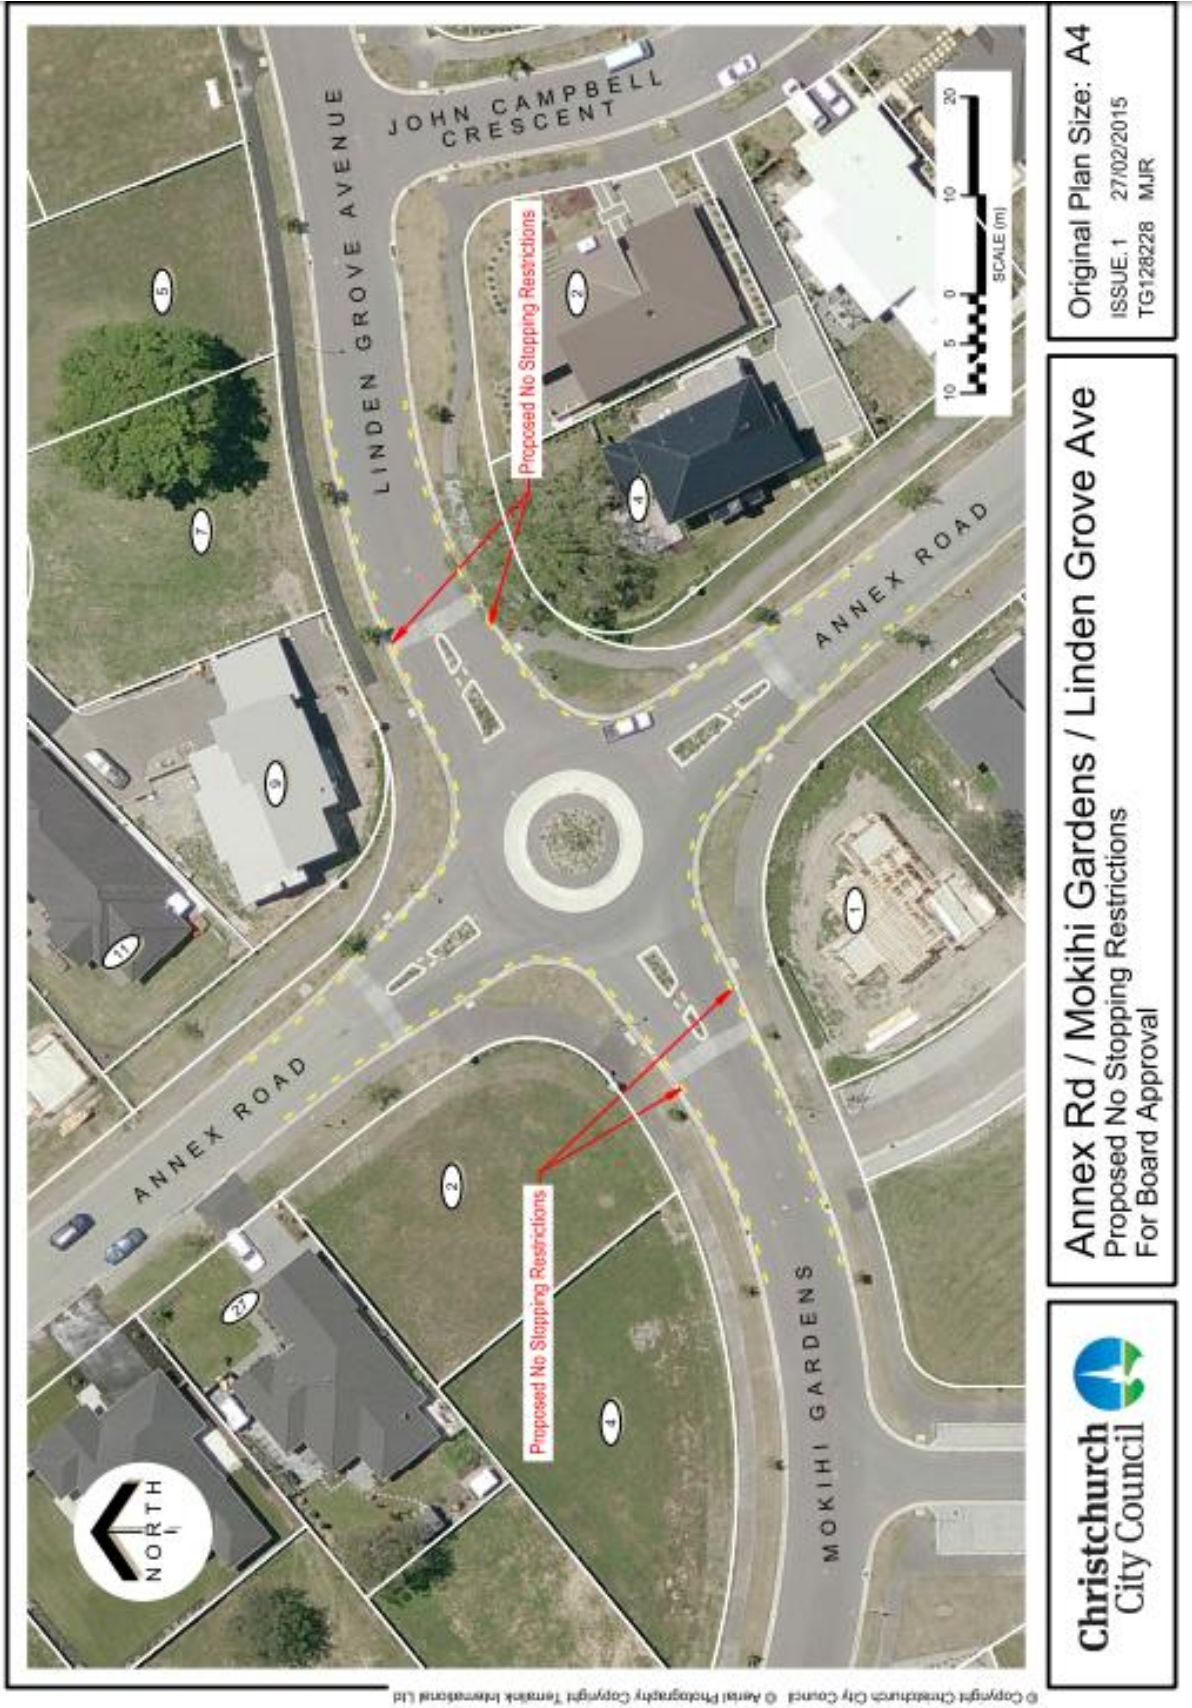 JOHN CAMPBELL
CRESCENT
LINDEN GROVE AVENUE
Proposed No Stopping Restrictions
ANNEX ROAD
ANNEX ROAD
Proposed No Stopping Restrictions
MOKIHI GARDENS
5
7
9
11
2
4
1
2
4
27
NORTH
10 5 0 10 20
SCALE (m)
Christchurch
City Council
Annex Rd / Mokihi Gardens / Linden Grove Ave
Proposed No Stopping Restrictions
For Board Approval
Original Plan Size: A4
ISSUE.1 27/02/2015
TG128228 MJR
© Copyright Christchurch City Council © Aerial Photography Copyright Terralink International Ltd